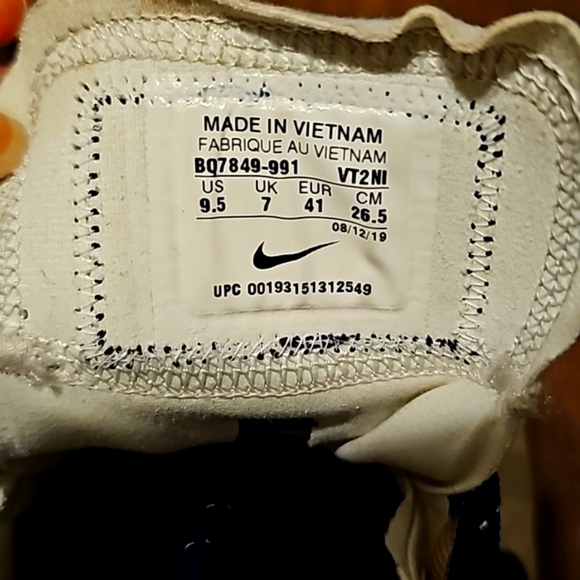 MADE IN VIETNAM
FABRIQUE AU VIETNAM
BQ7849-991 VT2NI
US UK EUR CM
9.5 7 41 26.5
08/12/19
UPC 00193151312549